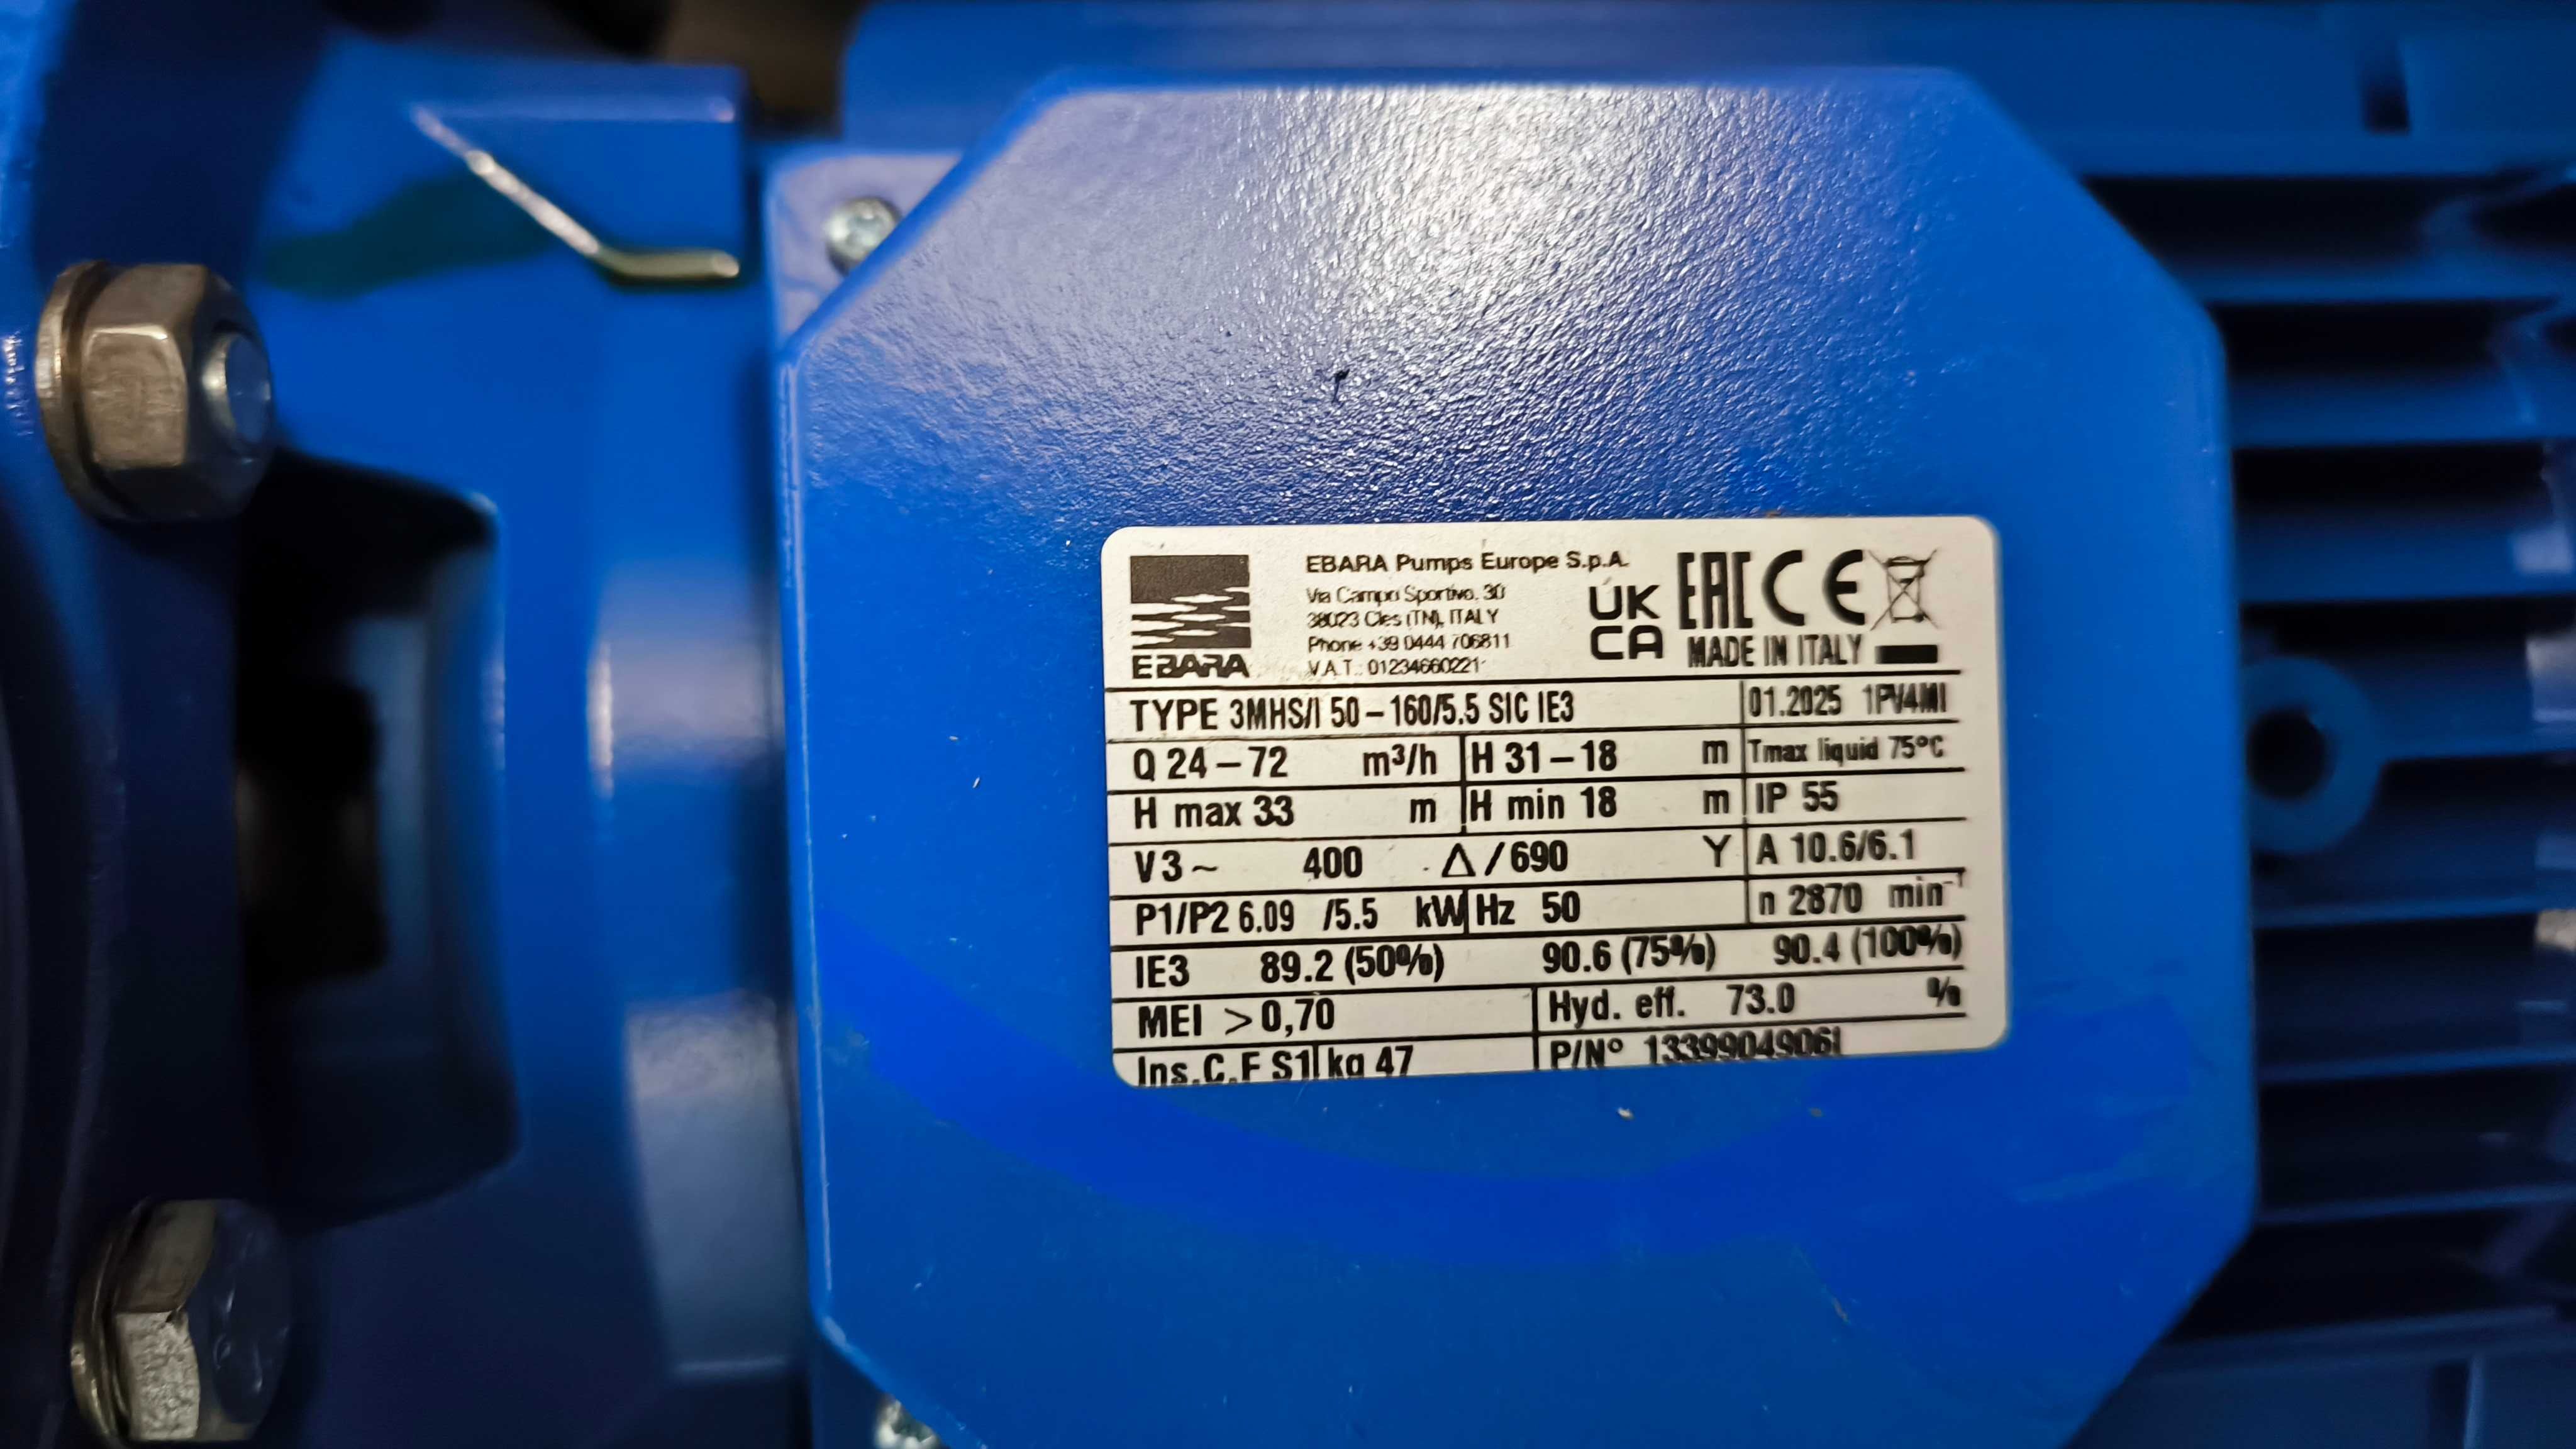 EBARA
EBARA Pumps Europe S.p.A.
Via Campo Sportivo, 30
38023 Cles (TN), ITALY
Phone +39 0444 706811
V.A.T.: 01234660221
UK
CA
EAC CE
MADE IN ITALY
TYPE 3MHS/I 50-160/5.5 SIC IE3 01.2025 1PV4MI
Q 24-72 m³/h H 31-18 m Tmax liquid 75°C
H max 33 m H min 18 m IP 55
V3~ 400 Δ/690 Y A 10.6/6.1
P1/P2 6.09 /5.5 kW Hz 50 n 2870 min⁻¹
IE3 89.2 (50%) 90.6 (75%) 90.4 (100%)
MEI >0,70 Hyd. eff. 73.0 %
Ins.C.F S1 kg 47 P/N° 1339904906I